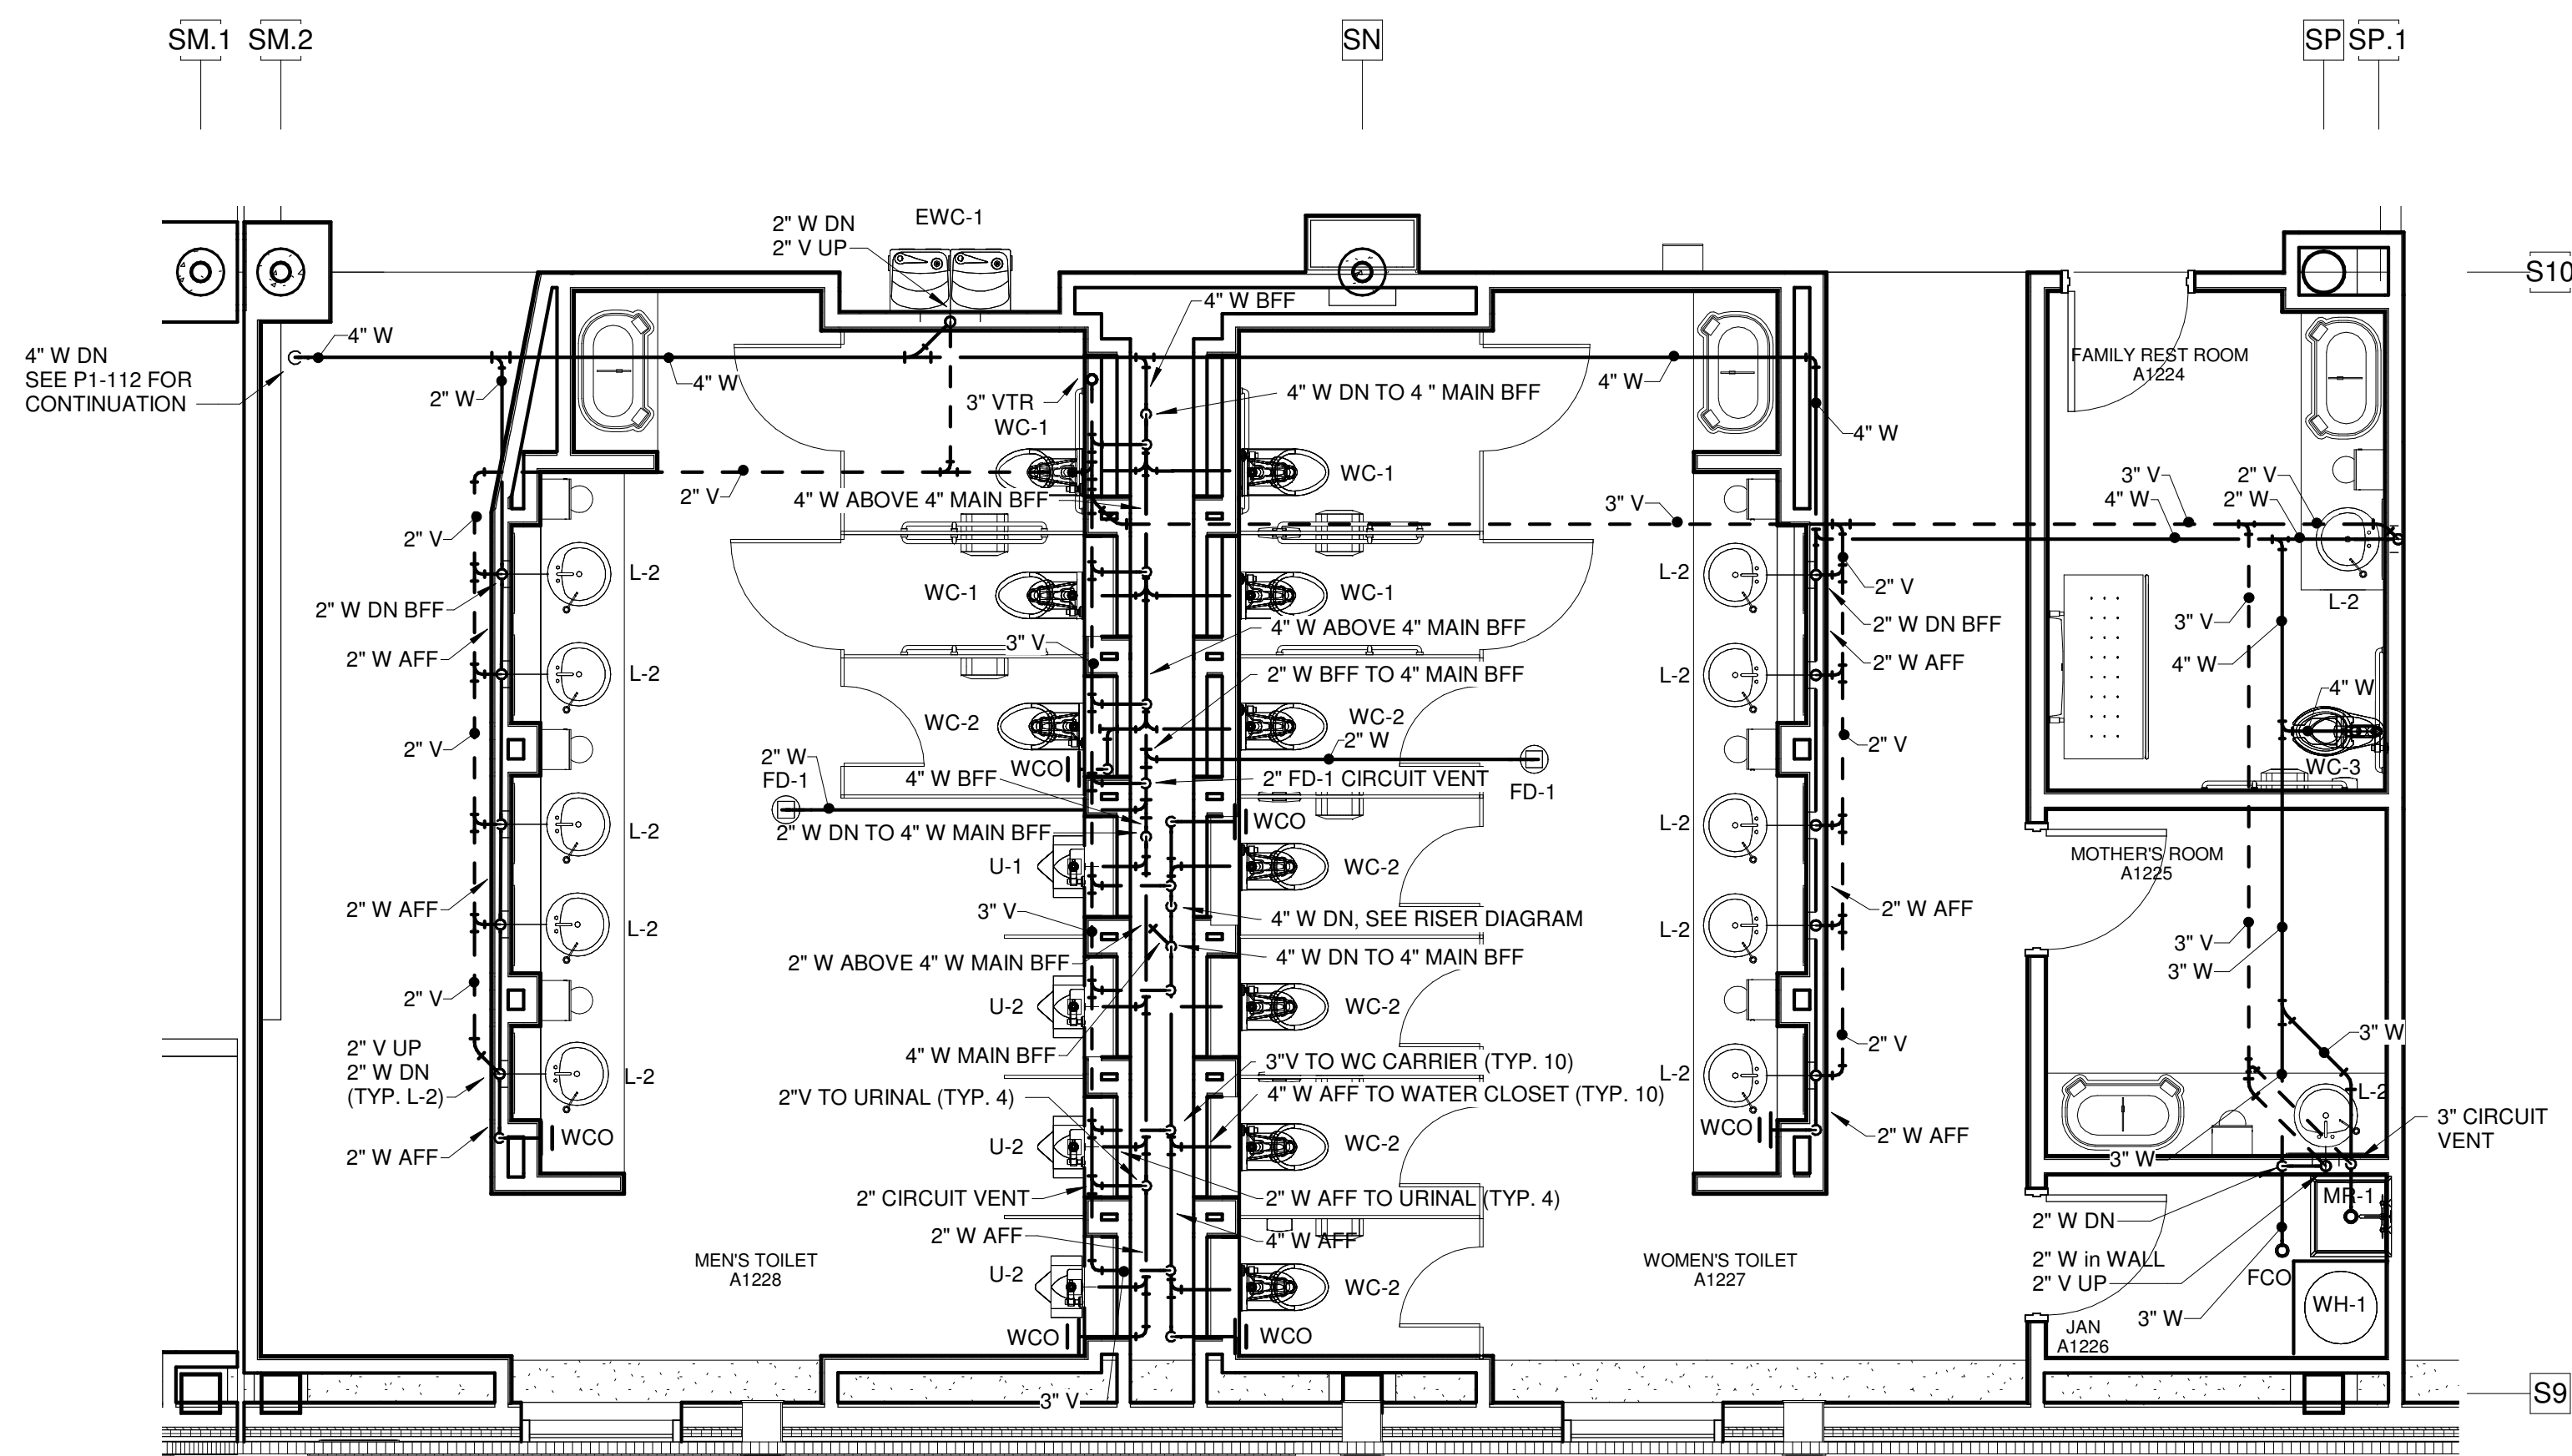 SM.1 SM.2
SN
SP SP.1
S10
S9
2" W DN
2" V UP
EWC-1
4" W BFF
4" W
4" W DN
SEE P1-112 FOR
CONTINUATION
2" W
4" W
3" VTR
WC-1
4" W DN TO 4 " MAIN BFF
4" W
4" W
FAMILY REST ROOM
A1224
2" V
4" W ABOVE 4" MAIN BFF
WC-1
3" V
3" V
4" W
2" V
2" W
2" V
L-2
2" W DN BFF
2" W AFF
L-2
WC-1
WC-1
3" V
4" W ABOVE 4" MAIN BFF
2" W BFF TO 4" MAIN BFF
L-2
2" V
2" W DN BFF
2" W AFF
L-2
L-2
3" V
4" W
4" W
WC-3
2" V
WC-2
WC-2
2" W
2" V
2" W
FD-1
WCO
4" W BFF
2" FD-1 CIRCUIT VENT
FD-1
2" W DN TO 4" W MAIN BFF
WCO
L-2
L-2
MOTHER'S ROOM
A1225
U-1
WC-2
2" W AFF
L-2
3" V
4" W DN, SEE RISER DIAGRAM
2" W AFF
L-2
2" W ABOVE 4" W MAIN BFF
4" W DN TO 4" MAIN BFF
3" V
3" W
2" V
U-2
WC-2
2" V UP
2" W DN
(TYP. L-2)
L-2
4" W MAIN BFF
3"V TO WC CARRIER (TYP. 10)
2"V TO URINAL (TYP. 4)
4" W AFF TO WATER CLOSET (TYP. 10)
L-2
2" V
3" W
L-2
3" CIRCUIT
VENT
WCO
2" W AFF
U-2
WC-2
WCO
2" W AFF
3" W
2" CIRCUIT VENT
2" W AFF TO URINAL (TYP. 4)
MR-1
2" W DN
2" W AFF
4" W AFF
MEN'S TOILET
A1228
U-2
WC-2
WOMEN'S TOILET
A1227
2" W in WALL
2" V UP
FCO
WH-1
3" W
JAN
A1226
WCO
WCO
3" V